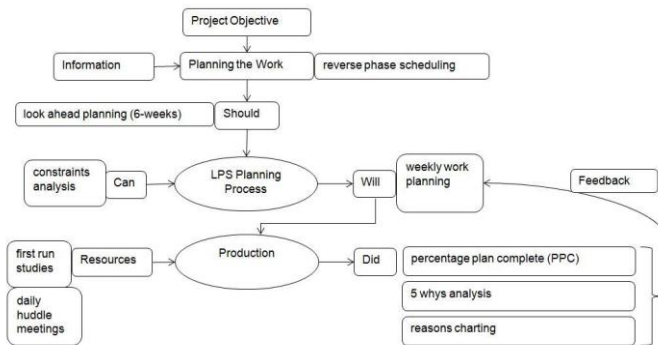 Project Objective
Information
Planning the Work
reverse phase scheduling
look ahead planning (6-weeks)
Should
constraints
analysis
Can
LPS Planning
Process
Will
weekly work
planning
Feedback
first run
studies
Resources
Production
Did
percentage plan complete (PPC)
daily
huddle
meetings
5 whys analysis
reasons charting